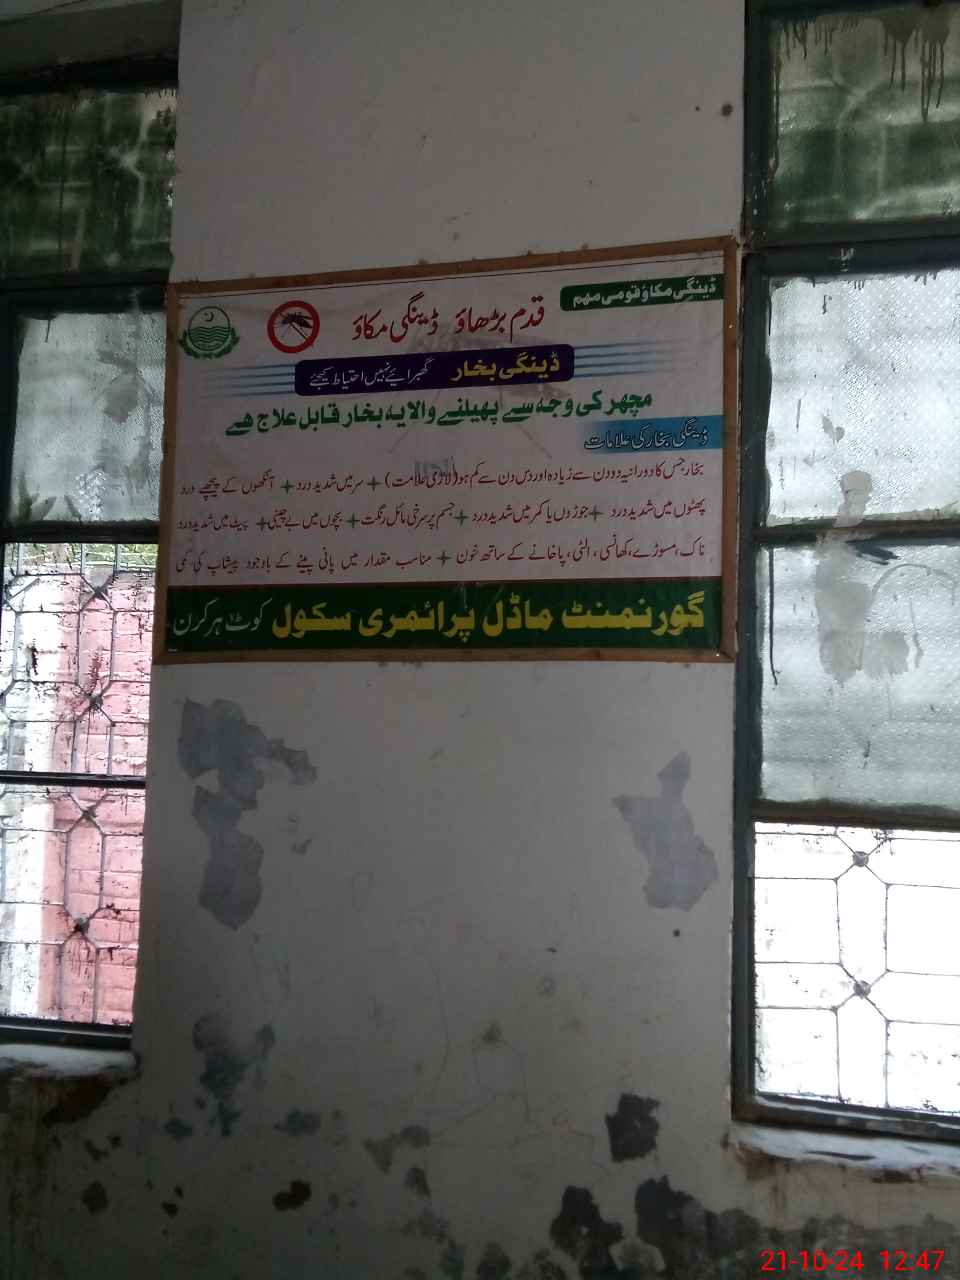 ڈینگی مکاؤ قومی مہم
قدم بڑھاؤ ڈینگی مکاؤ
ڈینگی بخار گھبرائیے نہیں احتیاط کیجئے
مچھر کی وجہ سے پھیلنے والا یہ بخار قابل علاج ھے
ڈینگی بخار کی علامات
بخار جس کا دورانیہ دو دن سے زیادہ اور دس دن سے کم ہو (لازمی علامت) + سر میں شدید درد + آنکھوں کے پیچھے درد
پٹھوں میں شدید درد + جوڑوں یا کمر میں شدید درد + جسم پر سرخی مائل رنگت + بچوں میں بے چینی + پیٹ میں شدید درد
ناک، مسوڑے، کھانسی، الٹی، پاخانے کے ساتھ خون + مناسب مقدار میں پانی پینے کے باوجود پیشاپ کی کمی
گورنمنٹ ماڈل پرائمری سکول کوٹ ہرکرن
21-10-24 12:47